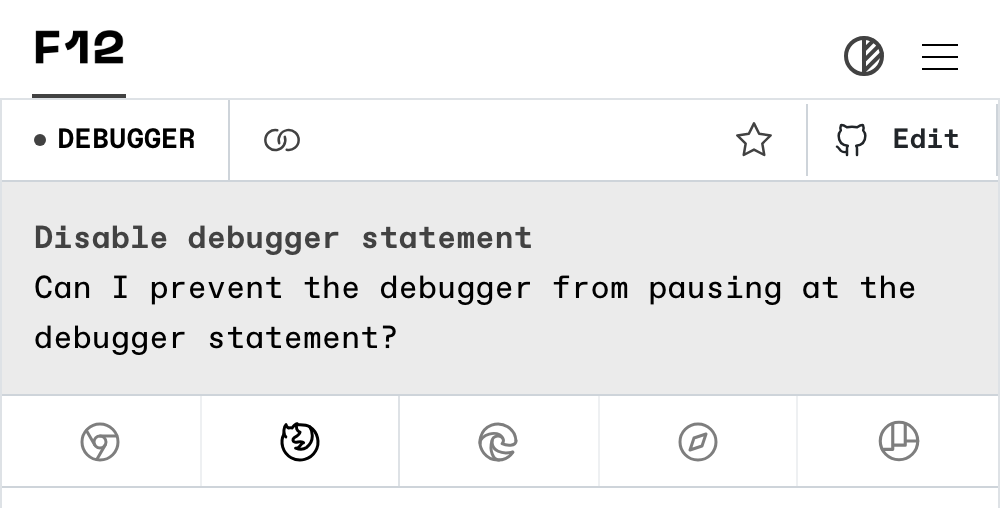 F12
DEBUGGER
Edit
Disable debugger statement
Can I prevent the debugger from pausing at the
debugger statement?